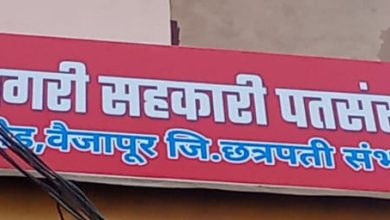 गरी सहकारी पतसंस
ड,वैजापूर जि.छत्रपती संभ